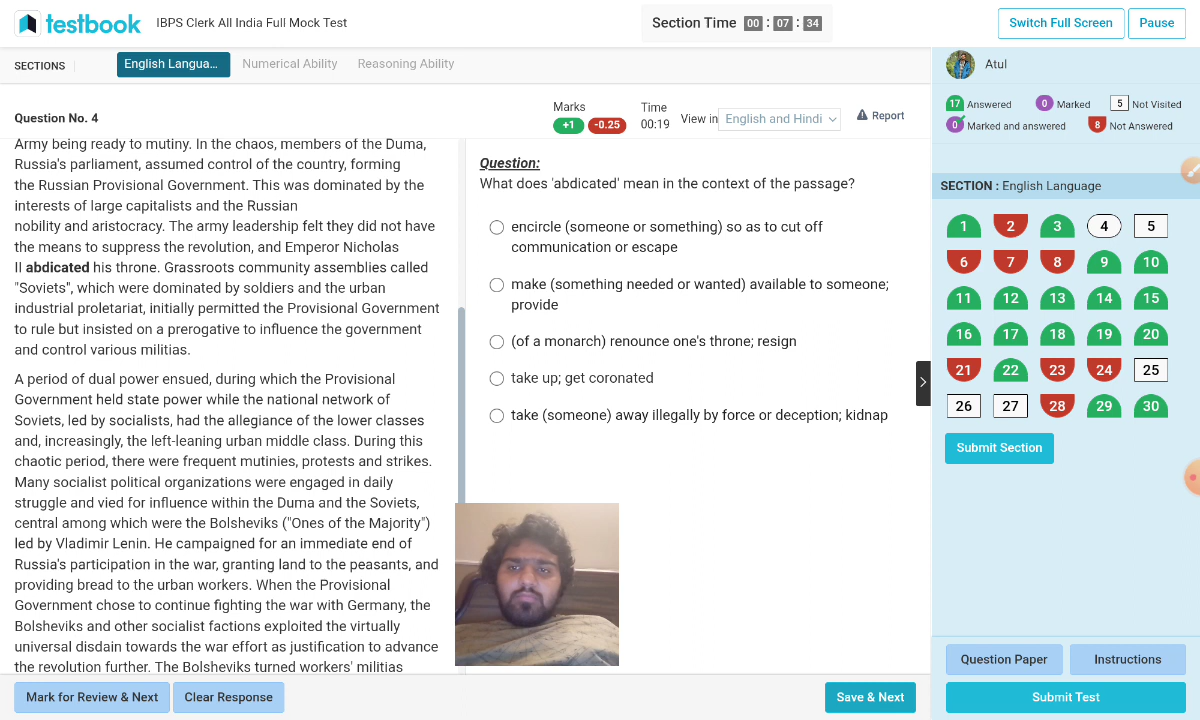 testbook
IBPS Clerk All India Full Mock Test
Section Time 00 : 07 : 34
Switch Full Screen
Pause
SECTIONS
English Langua...
Numerical Ability
Reasoning Ability
Atul
17 Answered
0 Marked
5 Not Visited
0 Marked and answered
8 Not Answered
Question No. 4
Marks
+1 -0.25
Time
00:19
View in English and Hindi
Report
Army being ready to mutiny. In the chaos, members of the Duma,
Russia's parliament, assumed control of the country, forming
the Russian Provisional Government. This was dominated by the
interests of large capitalists and the Russian
nobility and aristocracy. The army leadership felt they did not have
the means to suppress the revolution, and Emperor Nicholas
II abdicated his throne. Grassroots community assemblies called
"Soviets", which were dominated by soldiers and the urban
industrial proletariat, initially permitted the Provisional Government
to rule but insisted on a prerogative to influence the government
and control various militias.
A period of dual power ensued, during which the Provisional
Government held state power while the national network of
Soviets, led by socialists, had the allegiance of the lower classes
and, increasingly, the left-leaning urban middle class. During this
chaotic period, there were frequent mutinies, protests and strikes.
Many socialist political organizations were engaged in daily
struggle and vied for influence within the Duma and the Soviets,
central among which were the Bolsheviks ("Ones of the Majority")
led by Vladimir Lenin. He campaigned for an immediate end of
Russia's participation in the war, granting land to the peasants, and
providing bread to the urban workers. When the Provisional
Government chose to continue fighting the war with Germany, the
Bolsheviks and other socialist factions exploited the virtually
universal disdain towards the war effort as justification to advance
the revolution further. The Bolsheviks turned workers' militias
Question:
What does 'abdicated' mean in the context of the passage?
encircle (someone or something) so as to cut off
communication or escape
make (something needed or wanted) available to someone;
provide
(of a monarch) renounce one's throne; resign
take up; get coronated
take (someone) away illegally by force or deception; kidnap
SECTION : English Language
1 2 3 4 5
6 7 8 9 10
11 12 13 14 15
16 17 18 19 20
21 22 23 24 25
26 27 28 29 30
Submit Section
Question Paper
Instructions
Mark for Review & Next
Clear Response
Save & Next
Submit Test